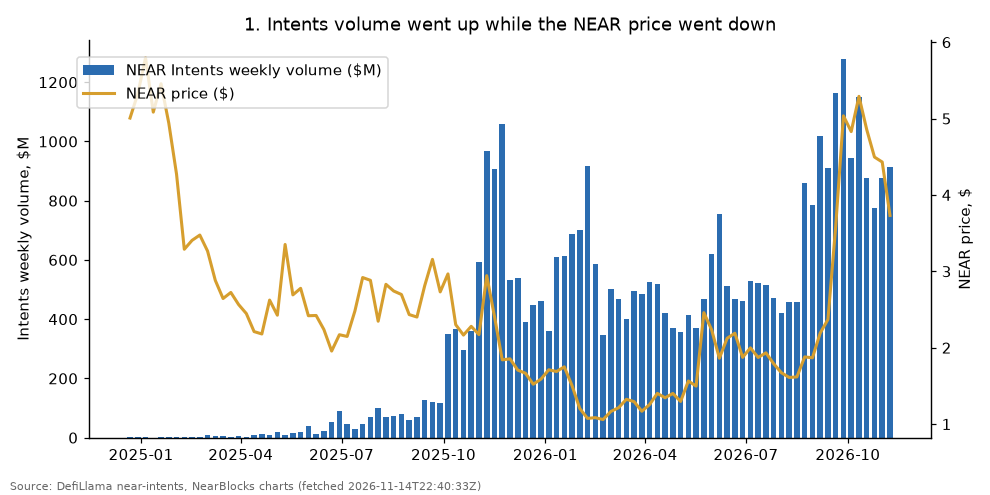 1. Intents volume went up while the NEAR price went down
NEAR Intents weekly volume ($M)
NEAR price ($)
Intents weekly volume, $M
1200
1000
800
600
400
200
0
NEAR price, $
6
5
4
3
2
1
2025-01 2025-04 2025-07 2025-10 2026-01 2026-04 2026-07 2026-10
Source: DefiLlama near-intents, NearBlocks charts (fetched 2026-11-14T22:40:33Z)